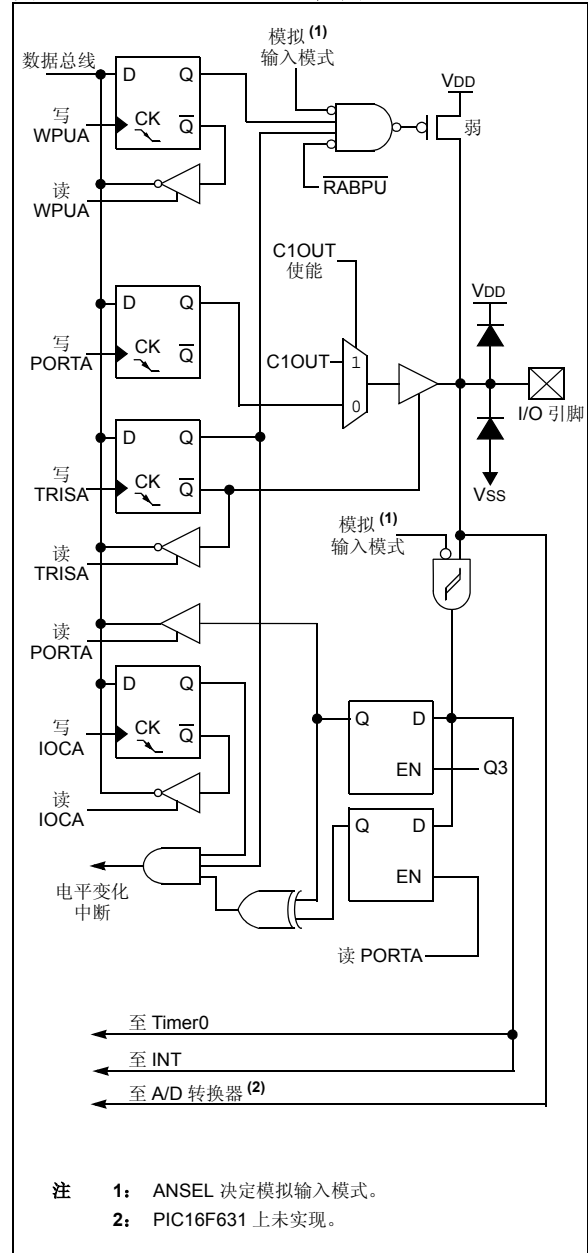 模拟 (1)
输入模式
数据总线
D Q
VDD
写
WPUA
CK Q
弱
读
WPUA
RABPU
C1OUT
使能
D Q
VDD
写
PORTA
CK Q
C1OUT
1
0
I/O 引脚
D Q
写
TRISA
CK Q
VSS
模拟 (1)
输入模式
读
TRISA
读
PORTA
D Q
Q D
写
IOCA
CK Q
EN
Q3
读
IOCA
Q D
EN
电平变化
中断
读 PORTA
至 Timer0
至 INT
至 A/D 转换器 (2)
注 1： ANSEL 决定模拟输入模式。
2： PIC16F631 上未实现。